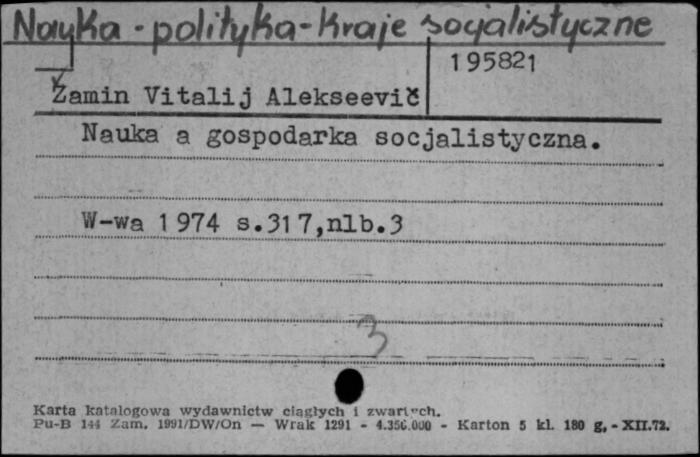 Nauka - polityka - Kraje socjalistyczne
195821
Žamin Vitalij Alekseevič
Nauka a gospodarka socjalistyczna.
W-wa 1974 s.317,nlb.3
3
Karta katalogowa wydawnictw ciągłych i zwartych.
Pu-B 144 Zam. 1991/DW/On — Wrak 1291 - 4.350.000 - Karton 5 kl. 180 g, - XII.72.